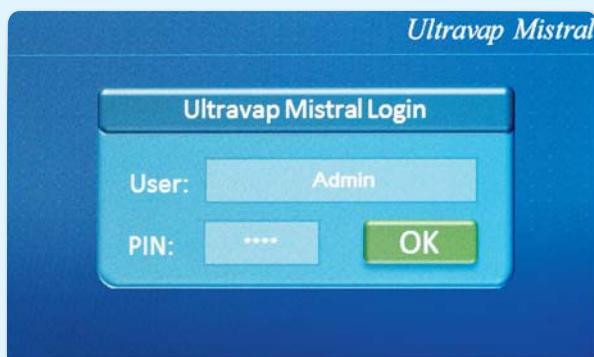 Ultravap Mistral
Ultravap Mistral Login
User: Admin
PIN: **** OK